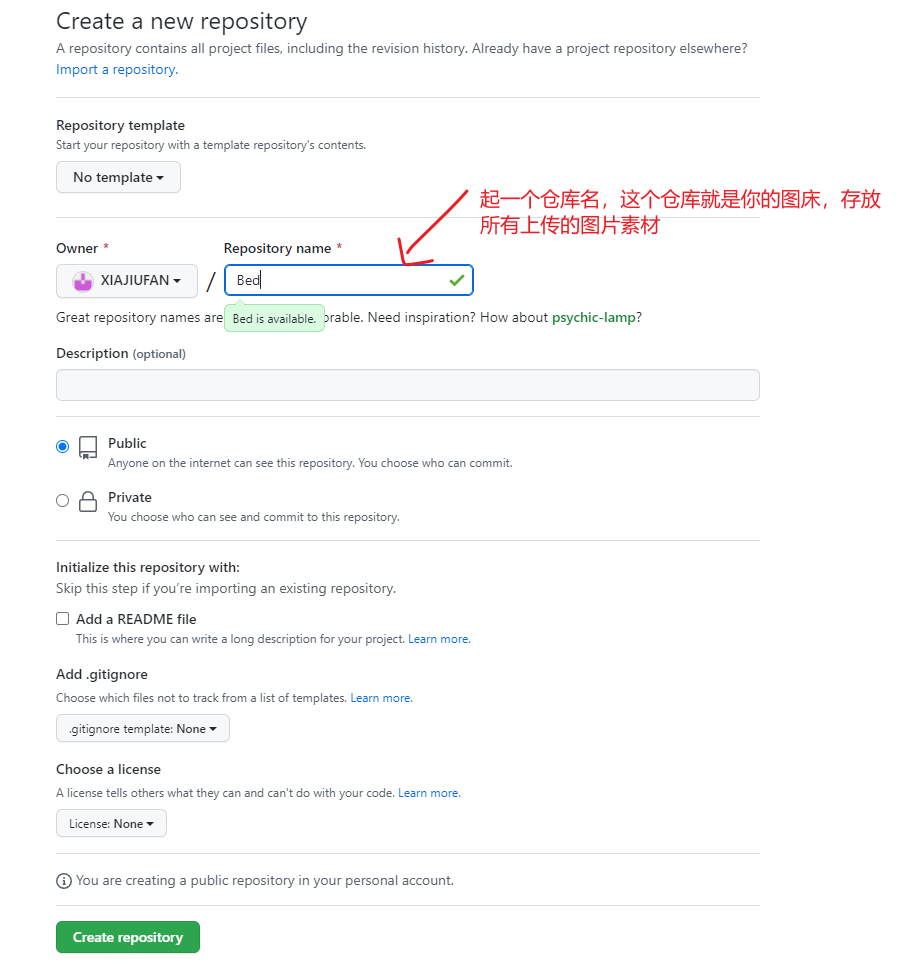 Create a new repository
A repository contains all project files, including the revision history. Already have a project repository elsewhere?
Import a repository.
Repository template
Start your repository with a template repository's contents.
No template
起一个仓库名，这个仓库就是你的图床，存放
所有上传的图片素材
Owner *
Repository name *
XIAJIUFAN
/
Bed
Great repository names are
Bed is available.
orable. Need inspiration? How about psychic-lamp?
Description (optional)
Public
Anyone on the internet can see this repository. You choose who can commit.
Private
You choose who can see and commit to this repository.
Initialize this repository with:
Skip this step if you're importing an existing repository.
Add a README file
This is where you can write a long description for your project. Learn more.
Add .gitignore
Choose which files not to track from a list of templates. Learn more.
.gitignore template: None
Choose a license
A license tells others what they can and can't do with your code. Learn more.
License: None
You are creating a public repository in your personal account.
Create repository